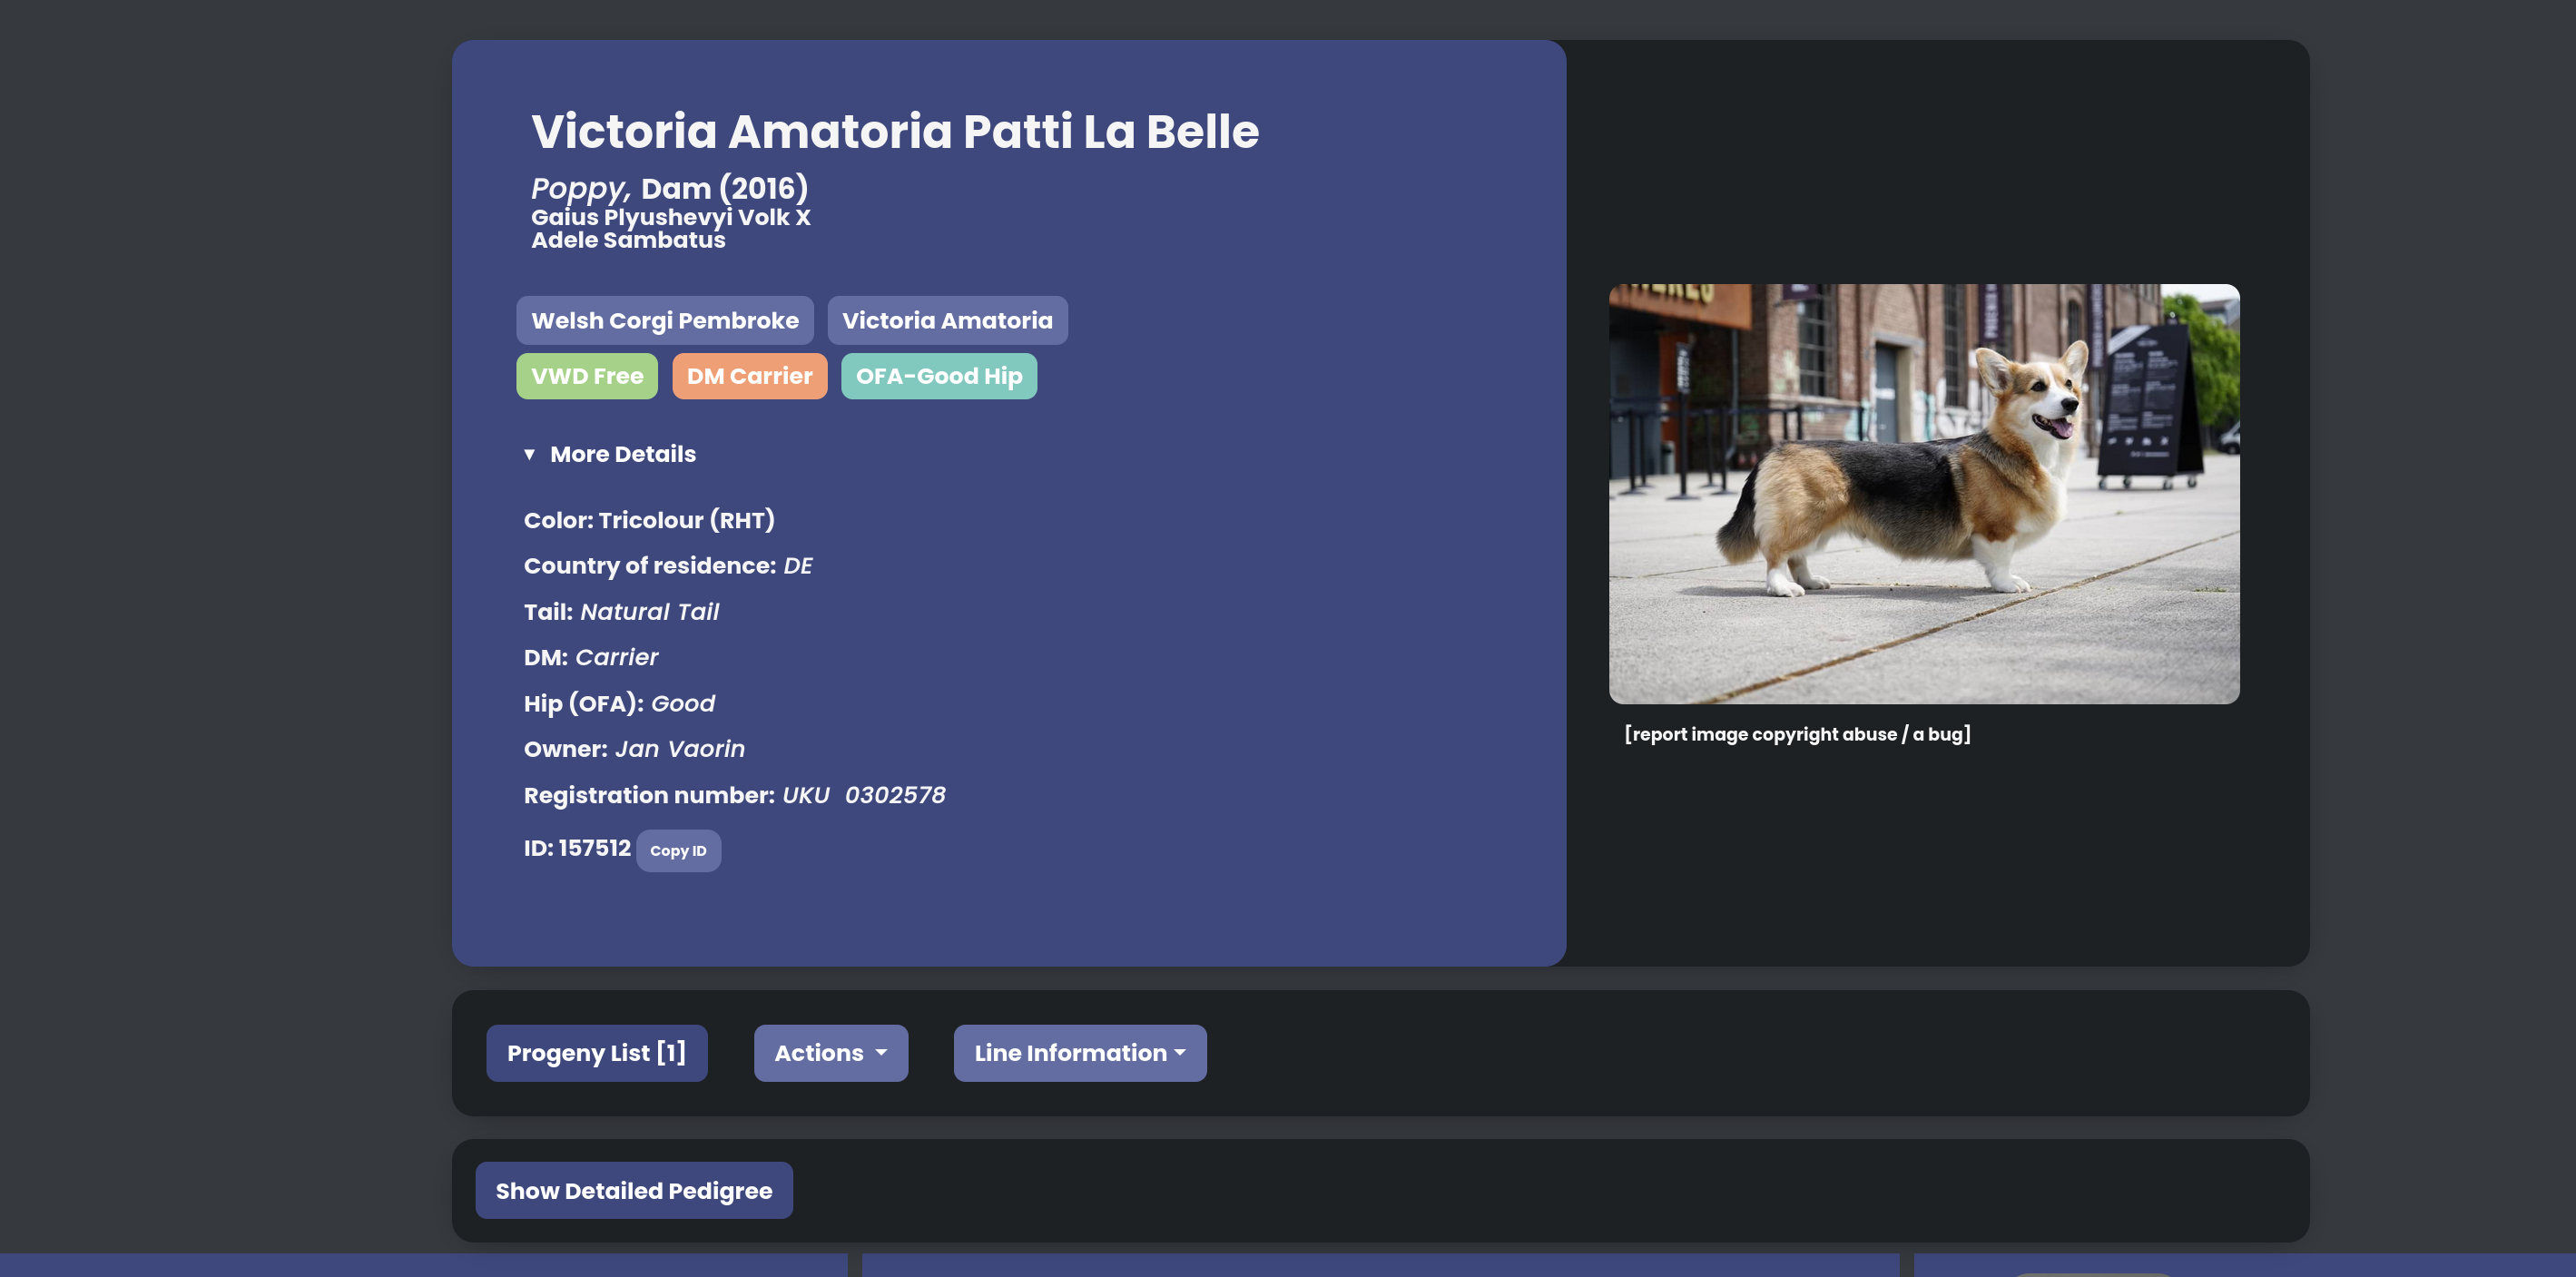 Victoria Amatoria Patti La Belle
Poppy, Dam (2016)
Gaius Plyushevyi Volk X
Adele Sambatus
Welsh Corgi Pembroke Victoria Amatoria
VWD Free DM Carrier OFA-Good Hip
▼ More Details
Color: Tricolour (RHT)
Country of residence: DE
Tail: Natural Tail
DM: Carrier
Hip (OFA): Good
Owner: Jan Vaorin
Registration number: UKU 0302578
ID: 157512 Copy ID
[report image copyright abuse / a bug]
Progeny List [1] Actions Line Information
Show Detailed Pedigree